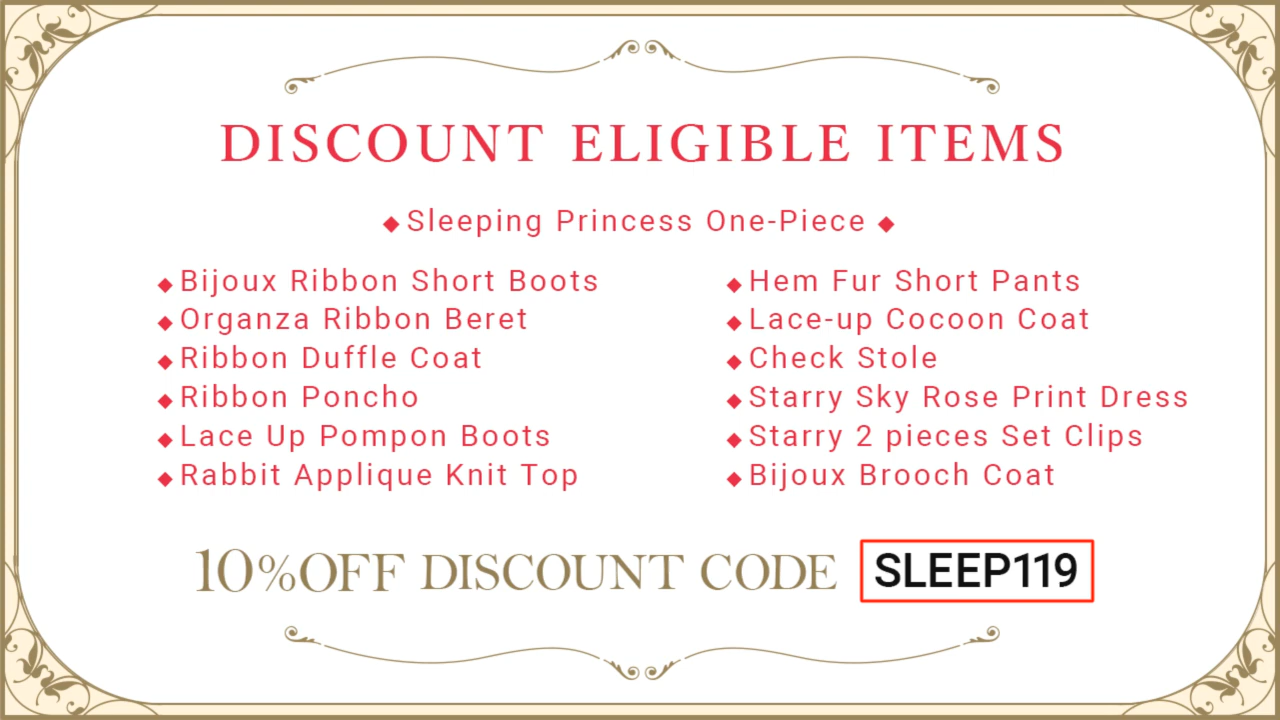 DISCOUNT ELIGIBLE ITEMS
◆ Sleeping Princess One-Piece ◆
◆ Bijoux Ribbon Short Boots
◆ Organza Ribbon Beret
◆ Ribbon Duffle Coat
◆ Ribbon Poncho
◆ Lace Up Pompon Boots
◆ Rabbit Applique Knit Top
◆ Hem Fur Short Pants
◆ Lace-up Cocoon Coat
◆ Check Stole
◆ Starry Sky Rose Print Dress
◆ Starry 2 pieces Set Clips
◆ Bijoux Brooch Coat
10%OFF DISCOUNT CODE SLEEP119